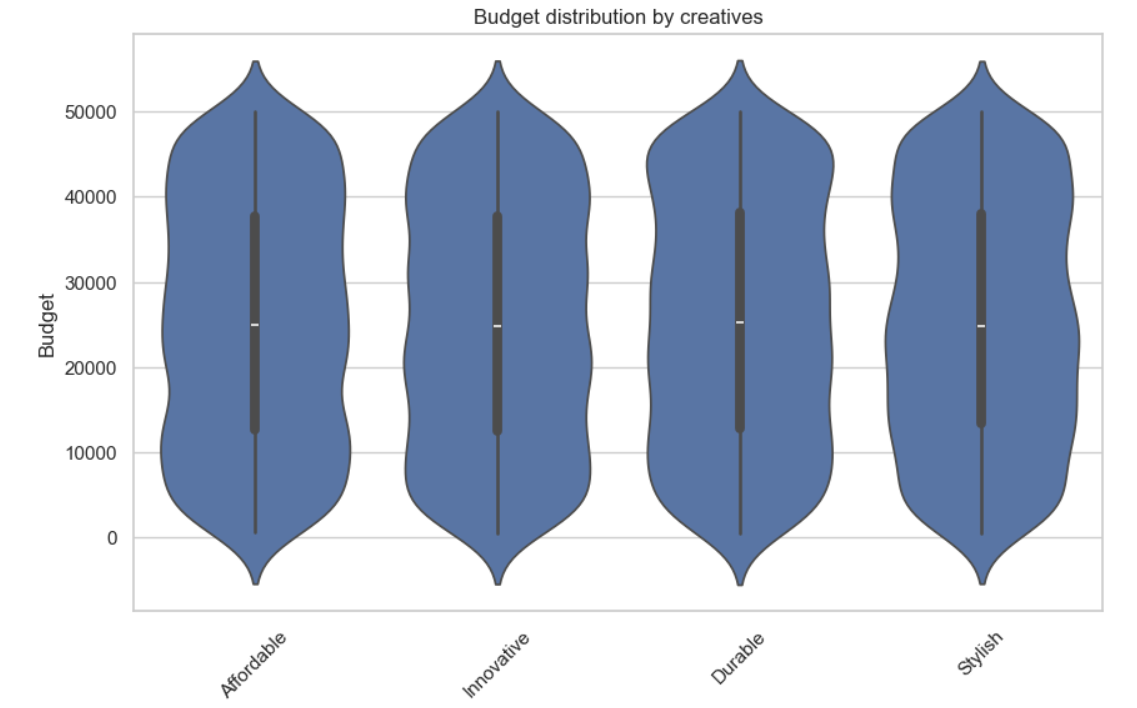 Budget distribution by creatives
Budget
50000
40000
30000
20000
10000
0
Affordable
Innovative
Durable
Stylish